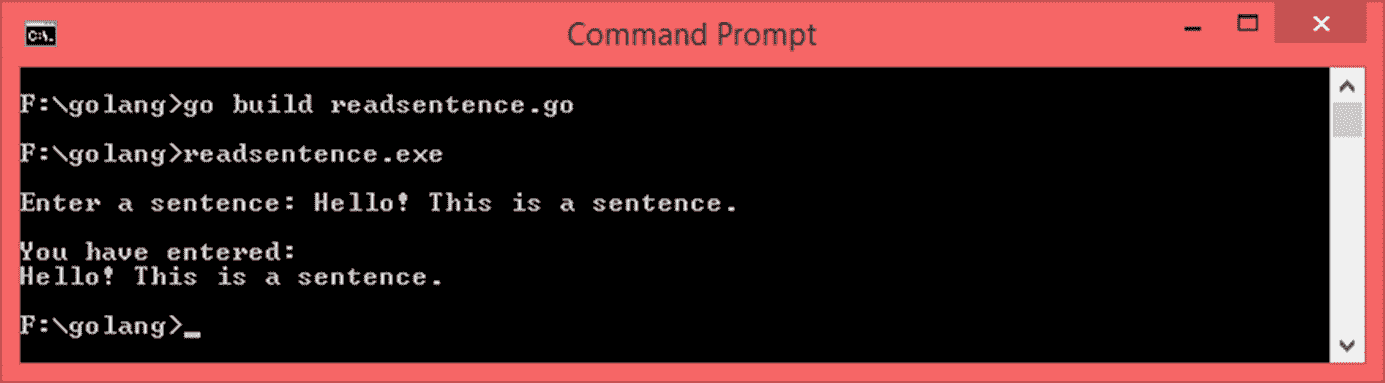 C:\.
Command Prompt
F:\golang>go build readsentence.go
F:\golang>readsentence.exe
Enter a sentence: Hello! This is a sentence.
You have entered:
Hello! This is a sentence.
F:\golang>_